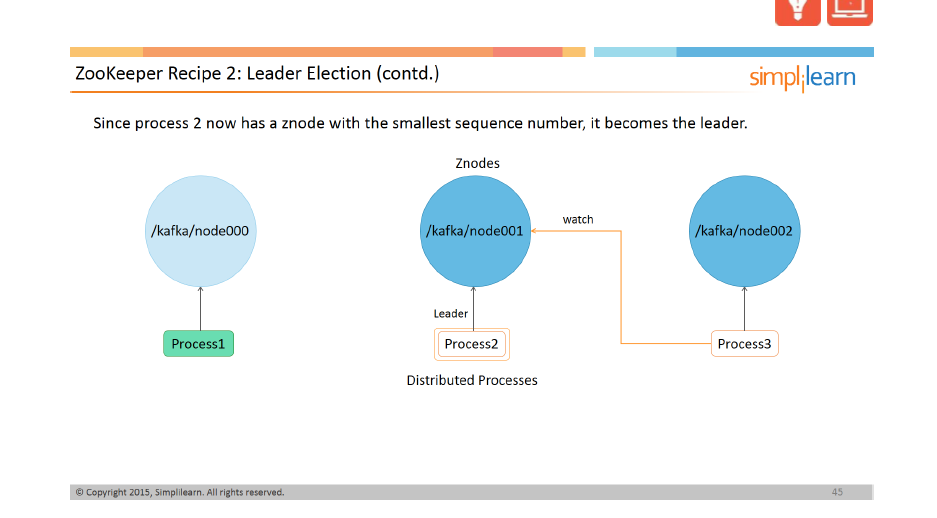 ZooKeeper Recipe 2: Leader Election (contd.)
simplilearn
Since process 2 now has a znode with the smallest sequence number, it becomes the leader.
Znodes
/kafka/node000
/kafka/node001
watch
/kafka/node002
Leader
Process1
Process2
Process3
Distributed Processes
© Copyright 2015, Simplilearn. All rights reserved.
45